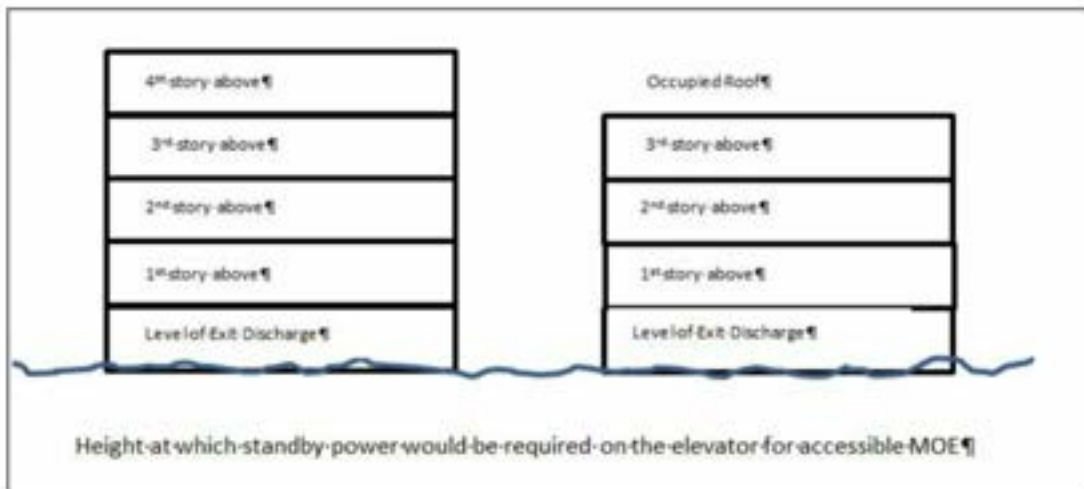 4th story above¶
3rd story above¶
2nd story above¶
1st story above¶
Level of Exit Discharge¶
Occupied Roof¶
3rd story above¶
2nd story above¶
1st story above¶
Level of Exit Discharge¶
Height·at·which·standby·power·would·be·required·on·the·elevator·for·accessible·MOE¶